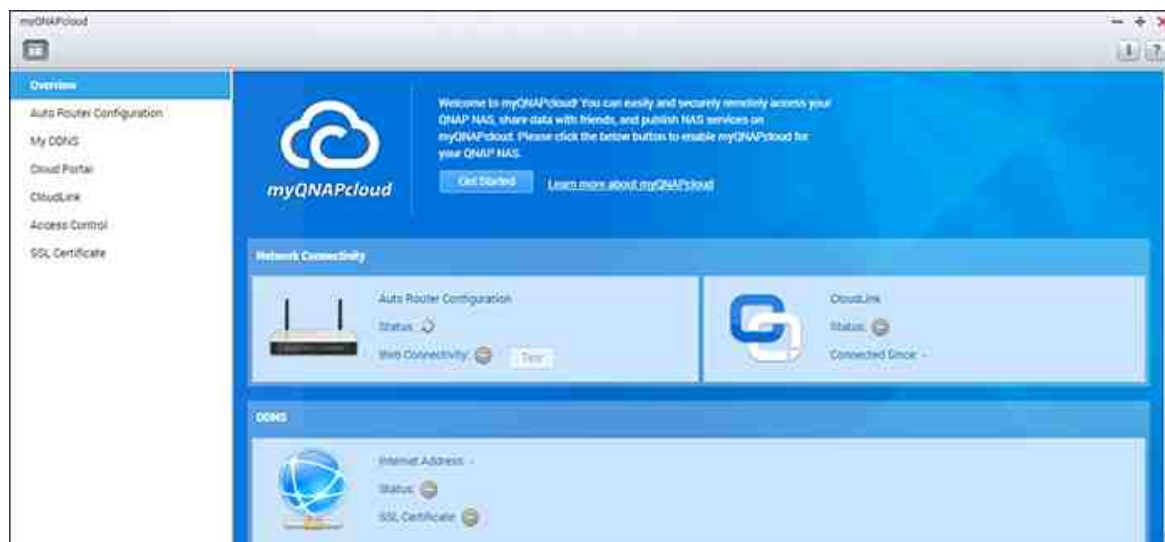 myQNAPcloud
Overview
Auto Router Configuration
My DDNS
Cloud Portal
CloudLink
Access Control
SSL Certificate
myQNAPcloud
Welcome to myQNAPcloud! You can easily and securely remotely access your
QNAP NAS, share data with friends, and publish NAS services on
myQNAPcloud. Please click the below button to enable myQNAPcloud for
your QNAP NAS.
Get Started
Learn more about myQNAPcloud
Network Connectivity
Auto Router Configuration
Status:
Web Connectivity:
Test
CloudLink
Status:
Connected Since: -
DDNS
Internet Address: -
Status:
SSL Certificate: